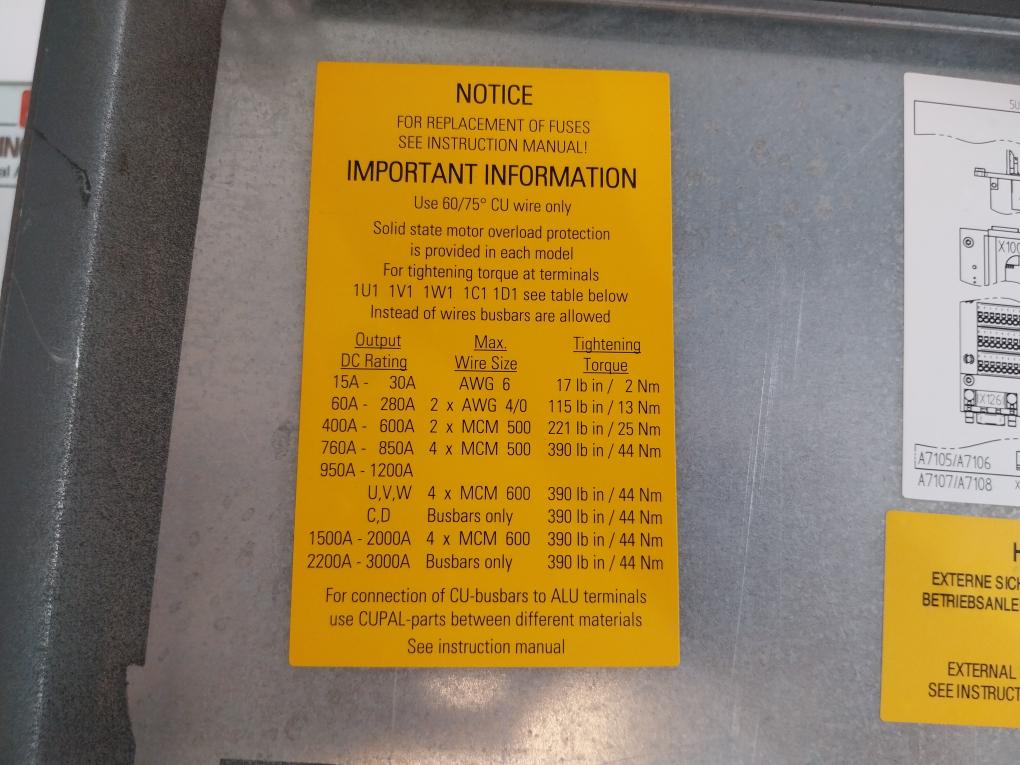 NOTICE
FOR REPLACEMENT OF FUSES
SEE INSTRUCTION MANUAL!
IMPORTANT INFORMATION
Use 60/75° CU wire only
Solid state motor overload protection
is provided in each model
For tightening torque at terminals
1U1 1V1 1W1 1C1 1D1 see table below
Instead of wires busbars are allowed
Output Max. Tightening
DC Rating Wire Size Torque
15A - 30A AWG 6 17 lb in / 2 Nm
60A - 280A 2 x AWG 4/0 115 lb in / 13 Nm
400A - 600A 2 x MCM 500 221 lb in / 25 Nm
760A - 850A 4 x MCM 500 390 lb in / 44 Nm
950A - 1200A
U,V,W 4 x MCM 600 390 lb in / 44 Nm
C,D Busbars only 390 lb in / 44 Nm
1500A - 2000A 4 x MCM 600 390 lb in / 44 Nm
2200A - 3000A Busbars only 390 lb in / 44 Nm
For connection of CU-busbars to ALU terminals
use CUPAL-parts between different materials
See instruction manual
X100
X126
A7105/A7106
A7107/A7108
EXTERNE
EXTERNAL
SEE